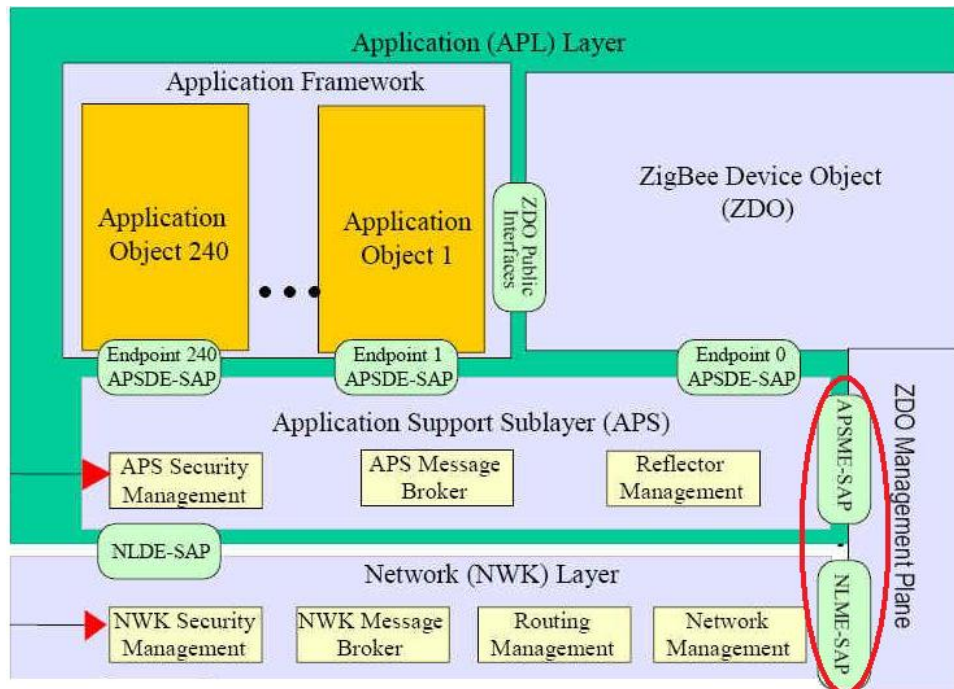 Application (APL) Layer
Application Framework
Application
Object 240
Application
Object 1
ZDO Public
Interfaces
ZigBee Device Object
(ZDO)
Endpoint 240
APSDE-SAP
Endpoint 1
APSDE-SAP
Endpoint 0
APSDE-SAP
Application Support Sublayer (APS)
APS Security
Management
APS Message
Broker
Reflector
Management
APSME-SAP
ZDO Management Plane
NLDE-SAP
Network (NWK) Layer
NWK Security
Management
NWK Message
Broker
Routing
Management
Network
Management
NLME-SAP